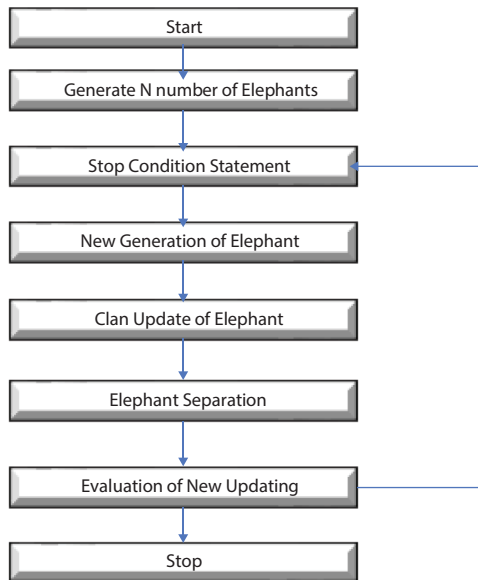 Start
Generate N number of Elephants
Stop Condition Statement
New Generation of Elephant
Clan Update of Elephant
Elephant Separation
Evaluation of New Updating
Stop